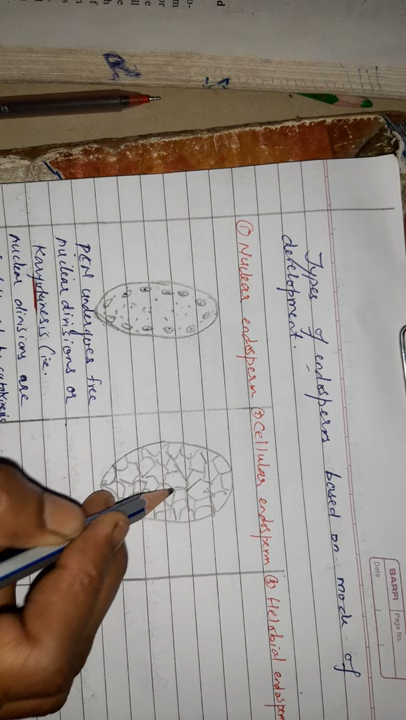 BARFI
Page No.
Date
Types of endosperm based on mode of
development.
① Nuclear endosperm
② Cellular endosperm
③ Helobial endosperm
PEN undergoes free
nuclear divisions or
Karyokinesis (i.e..
nuclear divisions are